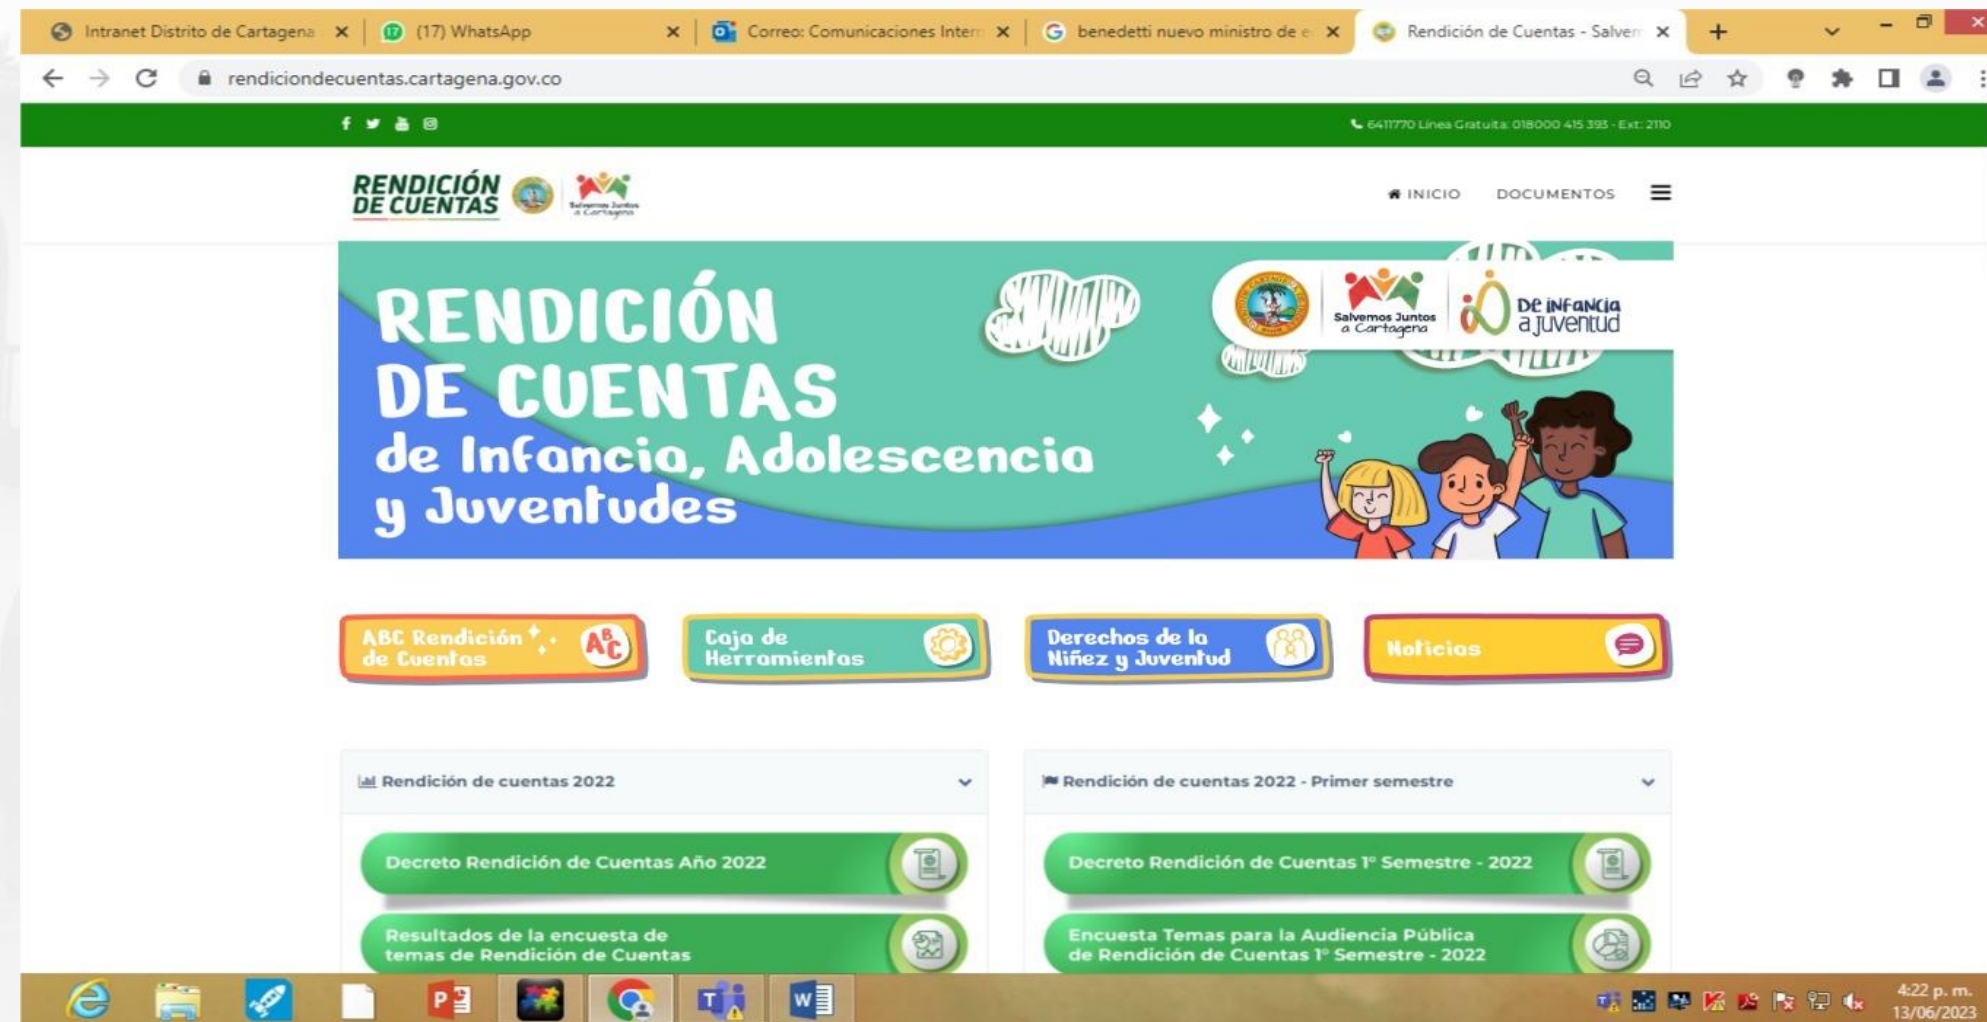 Intranet Distrito de Cartagena
(17) WhatsApp
Correo: Comunicaciones Intern
benedetti nuevo ministro de e
Rendición de Cuentas - Salvem
rendiciondecuentas.cartagena.gov.co
6411770 Línea Gratuita: 018000 415 393 - Ext: 2110
RENDICIÓN
DE CUENTAS
Salvemos Juntos
a Cartagena
INICIO
DOCUMENTOS
RENDICIÓN
DE CUENTAS
de Infancia, Adolescencia
y Juventudes
Salvemos Juntos
a Cartagena
De infancia
a juventud
ABC Rendición
de Cuentas
ABC
Caja de
Herramientas
Derechos de la
Niñez y Juventud
Noticias
Rendición de cuentas 2022
Rendición de cuentas 2022 - Primer semestre
Decreto Rendición de Cuentas Año 2022
Decreto Rendición de Cuentas 1º Semestre - 2022
Resultados de la encuesta de
temas de Rendición de Cuentas
Encuesta Temas para la Audiencia Pública
de Rendición de Cuentas 1º Semestre - 2022
4:22 p. m.
13/06/2023